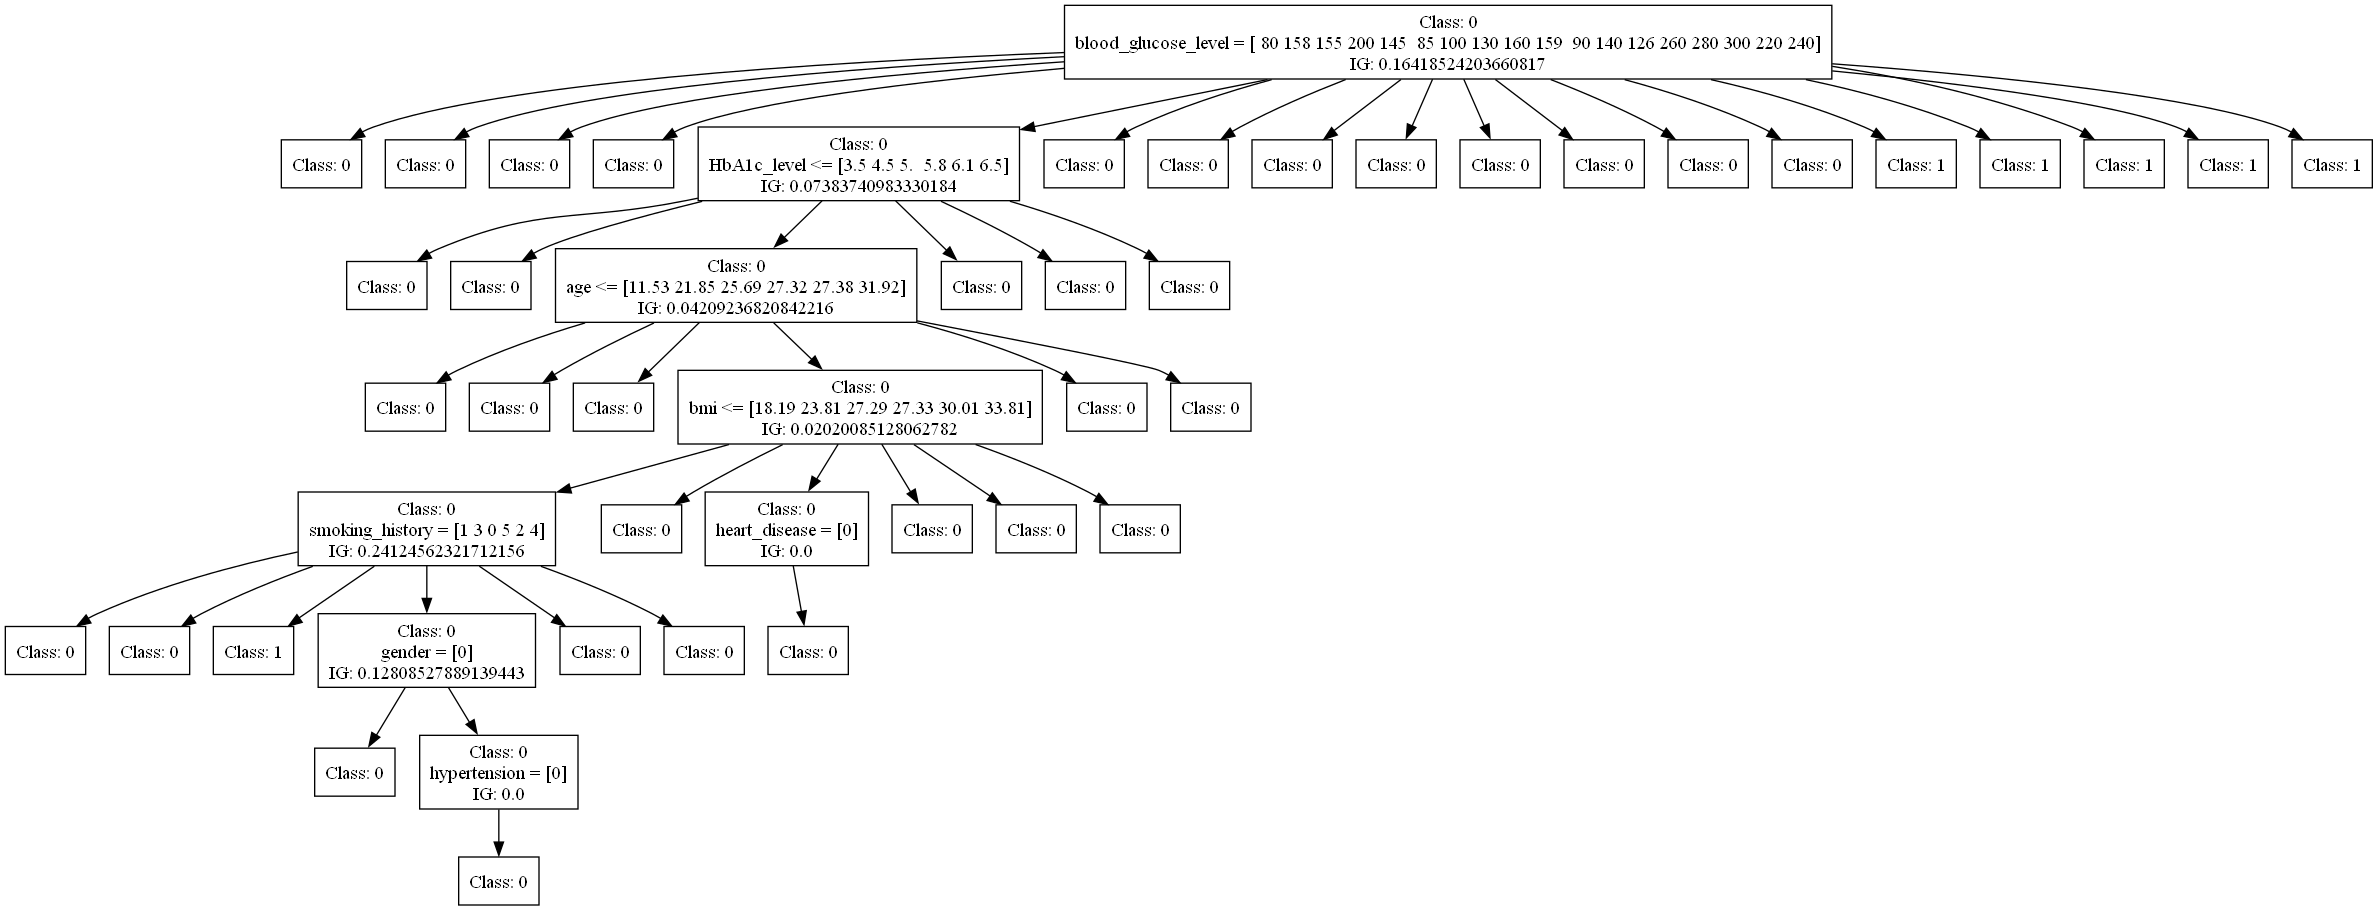 Class: 0
blood_glucose_level = [ 80 158 155 200 145  85 100 130 160 159  90 140 126 260 280 300 220 240]
IG: 0.16418524203660817
Class: 0
Class: 0
Class: 0
Class: 0
Class: 0
HbA1c_level <= [3.5 4.5 5.  5.8 6.1 6.5]
IG: 0.07383740983330184
Class: 0
Class: 0
Class: 0
Class: 0
Class: 0
Class: 0
Class: 0
Class: 0
Class: 1
Class: 1
Class: 1
Class: 1
Class: 1
Class: 0
Class: 0
Class: 0
age <= [11.53 21.85 25.69 27.32 27.38 31.92]
IG: 0.04209236820842216
Class: 0
Class: 0
Class: 0
Class: 0
Class: 0
Class: 0
Class: 0
bmi <= [18.19 23.81 27.29 27.33 30.01 33.81]
IG: 0.02020085128062782
Class: 0
Class: 0
Class: 0
smoking_history = [1 3 0 5 2 4]
IG: 0.24124562321712156
Class: 0
Class: 0
heart_disease = [0]
IG: 0.0
Class: 0
Class: 0
Class: 0
Class: 0
Class: 0
Class: 1
Class: 0
gender = [0]
IG: 0.12808527889139443
Class: 0
Class: 0
Class: 0
Class: 0
Class: 0
hypertension = [0]
IG: 0.0
Class: 0